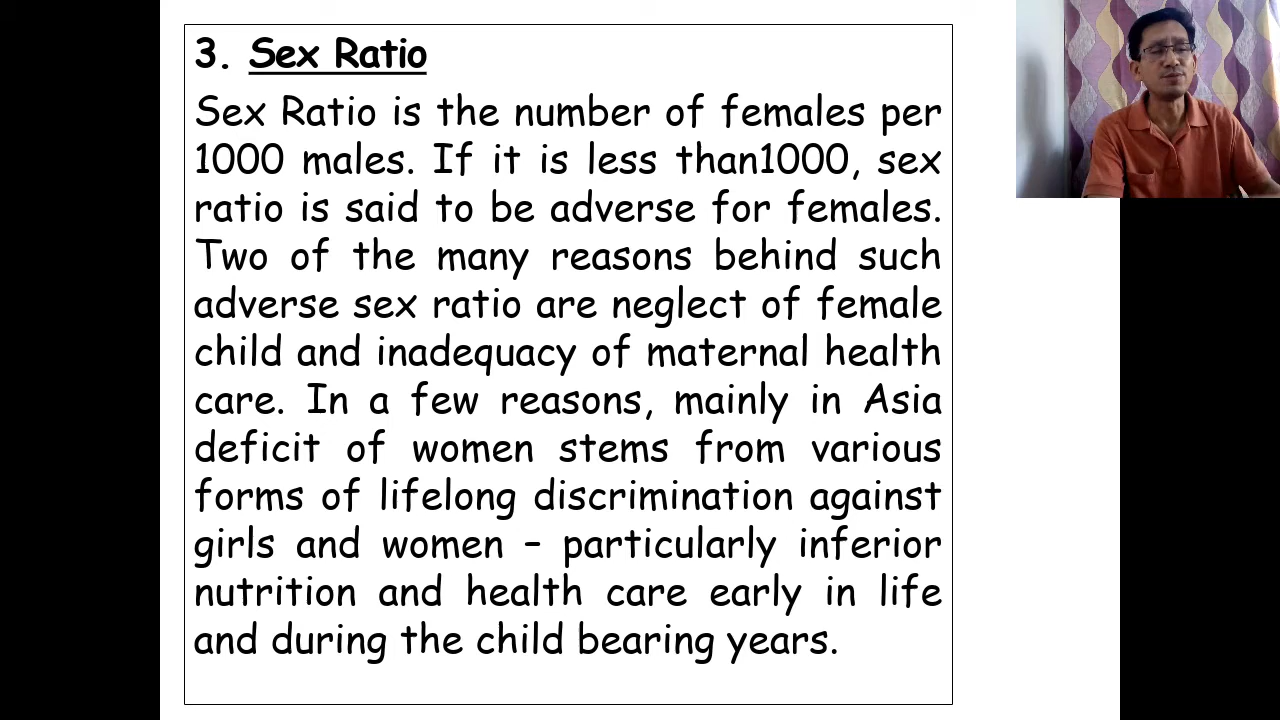 3. Sex Ratio
Sex Ratio is the number of females per
1000 males. If it is less than1000, sex
ratio is said to be adverse for females.
Two of the many reasons behind such
adverse sex ratio are neglect of female
child and inadequacy of maternal health
care. In a few reasons, mainly in Asia
deficit of women stems from various
forms of lifelong discrimination against
girls and women – particularly inferior
nutrition and health care early in life
and during the child bearing years.